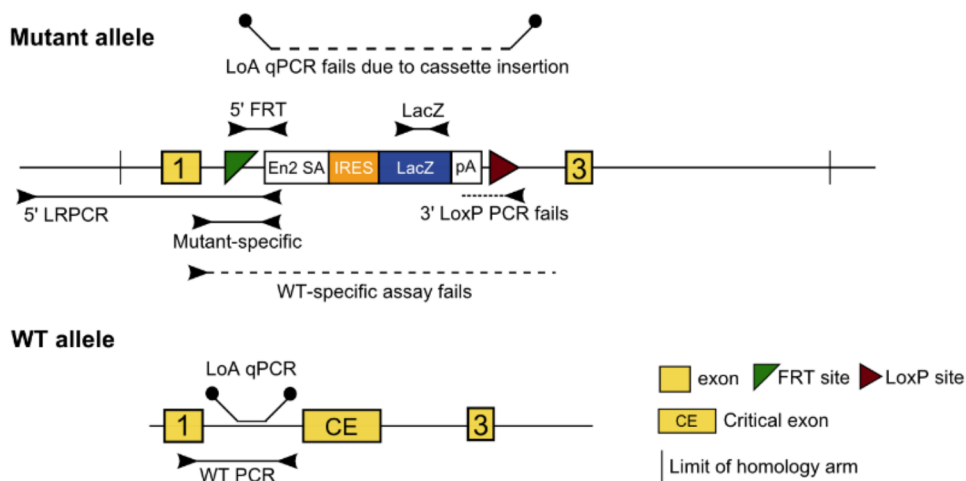 Mutant allele
LoA qPCR fails due to cassette insertion
5' FRT
LacZ
1
En2 SA
IRES
LacZ
pA
3
5' LRPCR
3' LoxP PCR fails
Mutant-specific
WT-specific assay fails
WT allele
LoA qPCR
1
CE
3
WT PCR
exon
FRT site
LoxP site
CE
Critical exon
Limit of homology arm